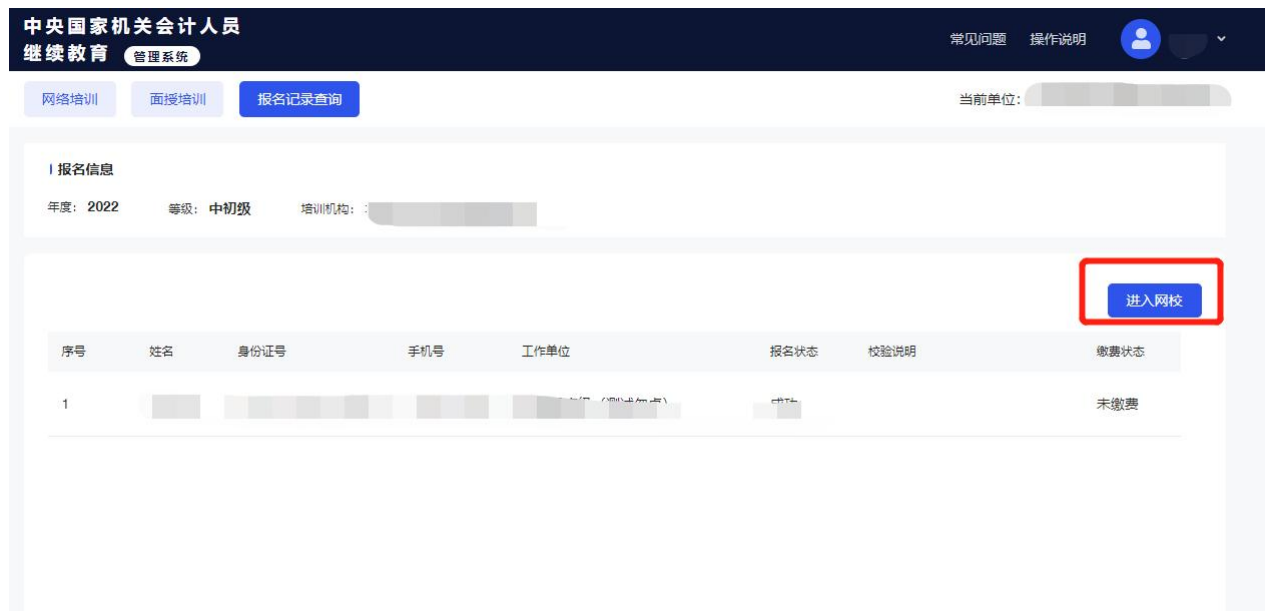 中央国家机关会计人员
继续教育 管理系统
常见问题 操作说明
网络培训 面授培训 报名记录查询 当前单位:
报名信息
年度: 2022 等级: 中初级 培训机构:
进入网校
序号 姓名 身份证号 手机号 工作单位 报名状态 校验说明 缴费状态
1 未缴费